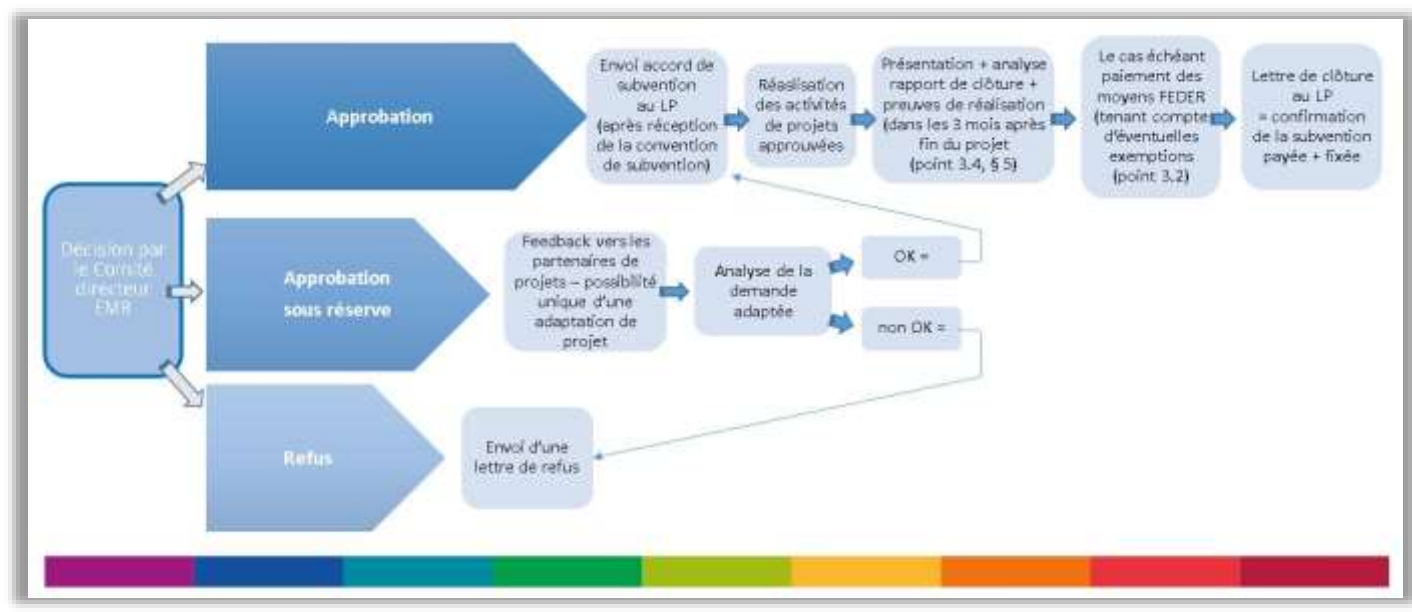 Décision par
le Comité
directeur
EMR
Approbation
Envoi accord de
subvention
au LP
(après réception
de la convention
de subvention)
Réaslisation
des activités
de projets
approuvées
Présentation + analyse
rapport de clôture +
preuves de réalisation
(dans les 3 mois après
fin du projet
(point 3.4, § 5)
Le cas échéant
paiement des
moyens FEDER
(tenant compte
d'éventuelles
exemptions
(point 3.2)
Lettre de clôture
au LP
= confirmation
de la subvention
payée + fixée
Approbation
sous réserve
Feedback vers les
partenaires de
projets – possibilité
unique d'une
adaptation de
projet
Analyse de la
demande
adaptée
OK =
non OK =
Refus
Envoi d'une
lettre de refus